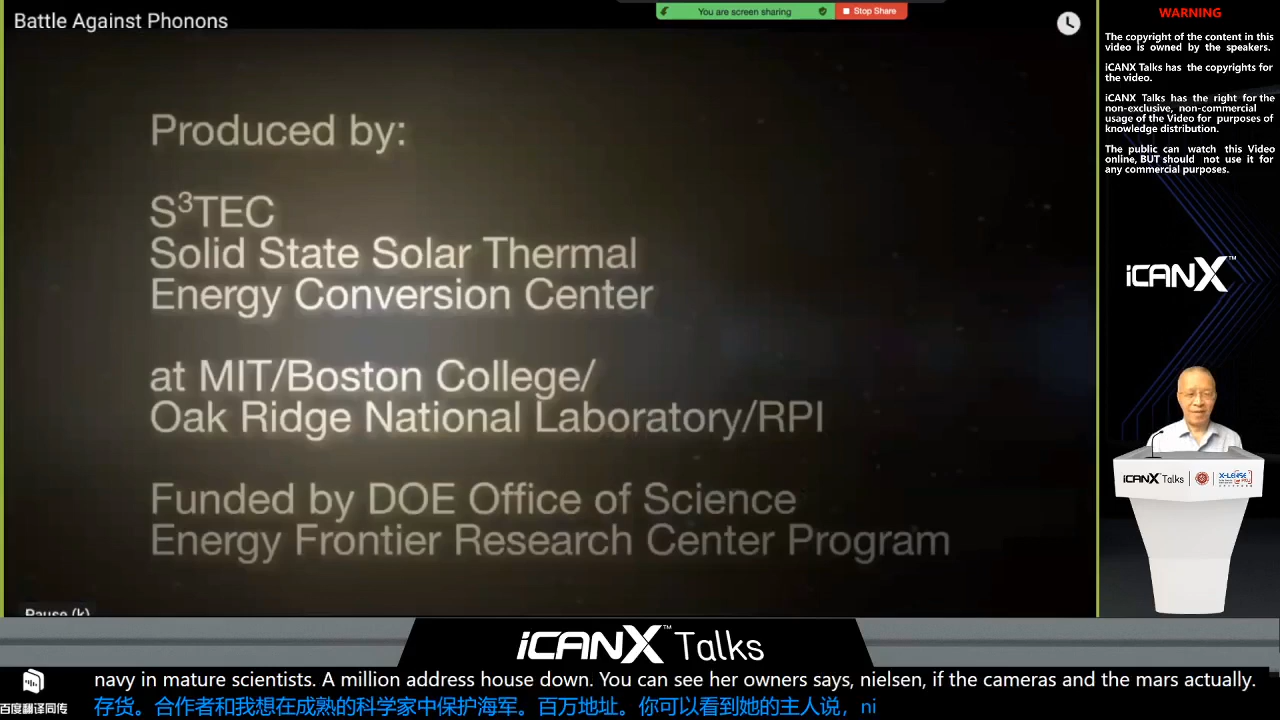 Battle Against Phonons
You are screen sharing
Stop Share
Produced by:
S³TEC
Solid State Solar Thermal
Energy Conversion Center
at MIT/Boston College/
Oak Ridge National Laboratory/RPI
Funded by DOE Office of Science
Energy Frontier Research Center Program
Pause (k)
WARNING
The copyright of the content in this
video is owned by the speakers.
iCANX Talks has the copyrights for
the video.
iCANX Talks has the right for the
non-exclusive, non-commercial
usage of the Video for purposes of
knowledge distribution.
The public can watch this Video
online, BUT should not use it for
any commercial purposes.
iCANX™
iCANX Talks
iCANX™ Talks
navy in mature scientists. A million address house down. You can see her owners says, nielsen, if the cameras and the mars actually.
存货。合作者和我想在成熟的科学家中保护海军。百万地址。你可以看到她的主人说，ni
百度翻译同传